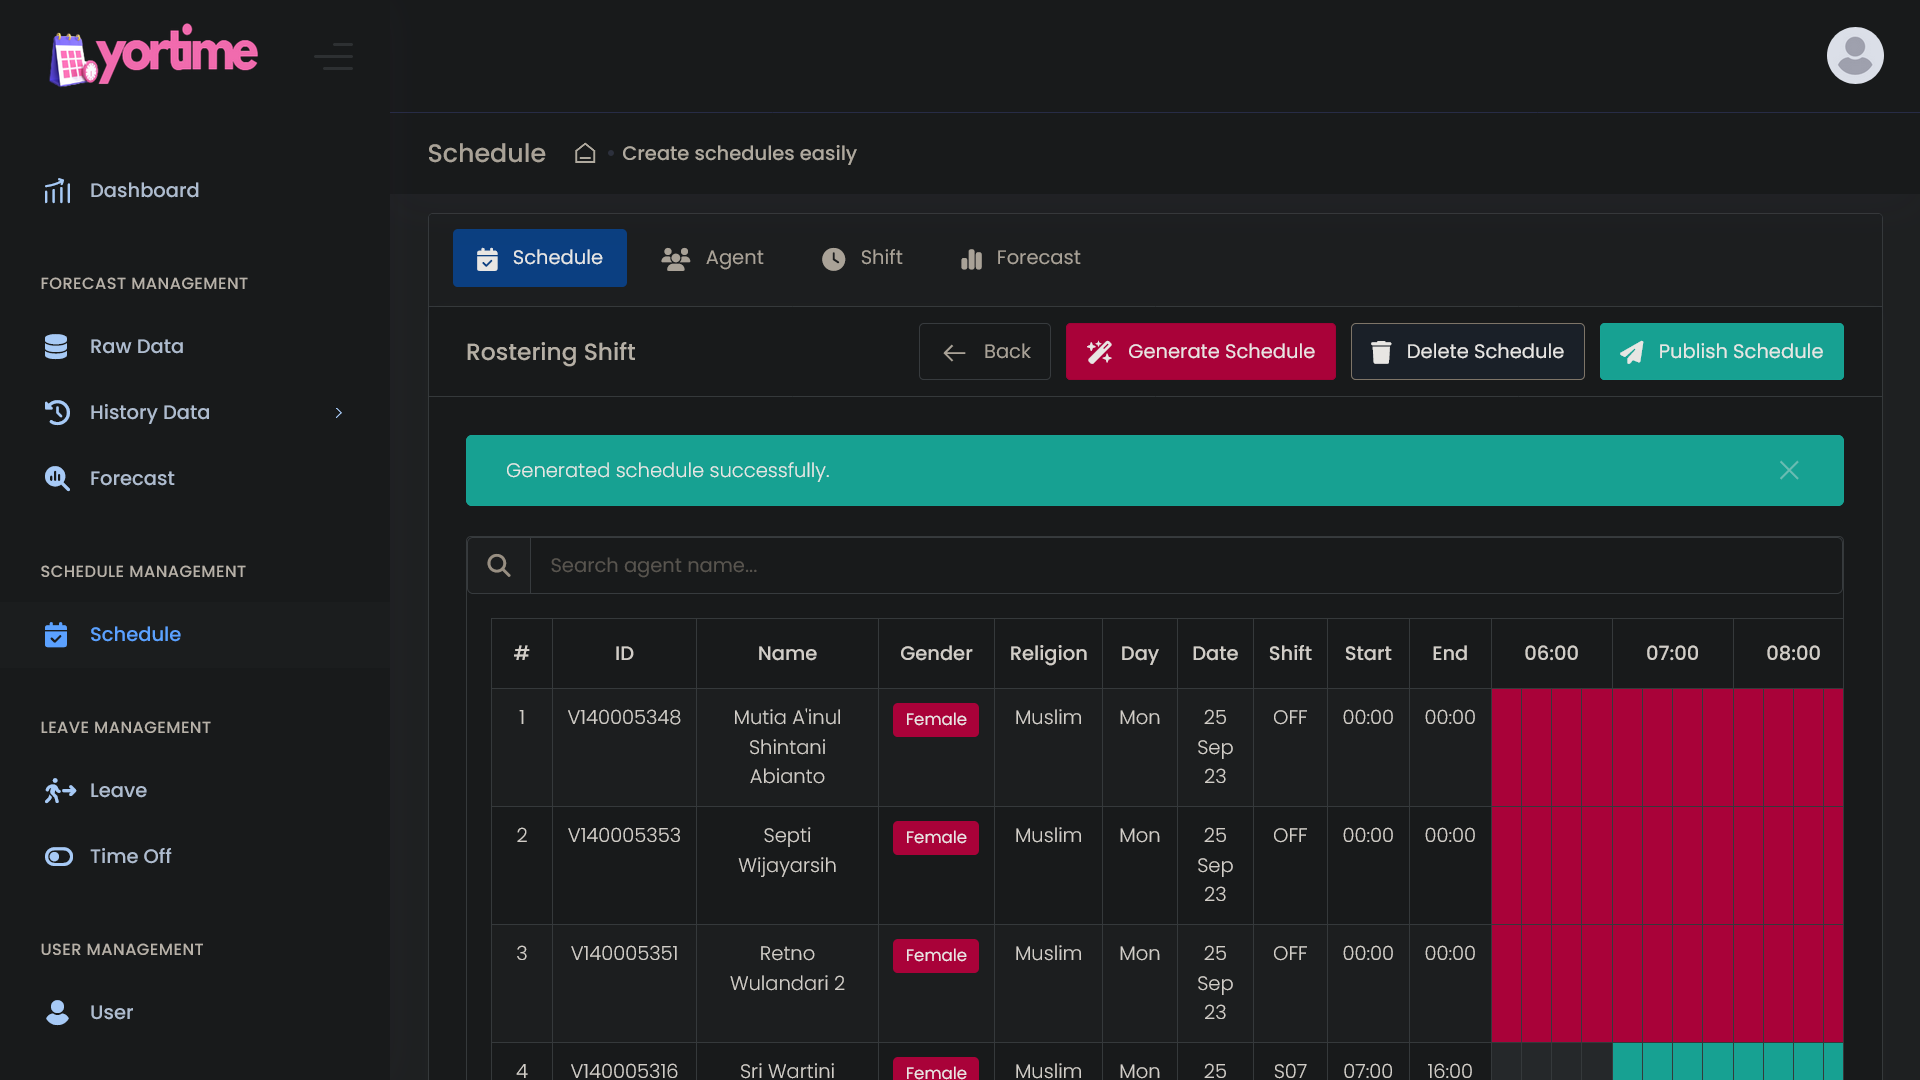 yortime
Schedule
Create schedules easily
Dashboard
FORECAST MANAGEMENT
Raw Data
History Data
Forecast
SCHEDULE MANAGEMENT
Schedule
LEAVE MANAGEMENT
Leave
Time Off
USER MANAGEMENT
User
Schedule Agent Shift Forecast
Rostering Shift
Back Generate Schedule Delete Schedule Publish Schedule
Generated schedule successfully.
Search agent name...
# ID Name Gender Religion Day Date Shift Start End 06:00 07:00 08:00
1 V140005348 Mutia A'inul Female Muslim Mon 25 OFF 00:00 00:00
Shintani Sep
Abianto 23
2 V140005353 Septi Female Muslim Mon 25 OFF 00:00 00:00
Wijayarsih Sep
23
3 V140005351 Retno Female Muslim Mon 25 OFF 00:00 00:00
Wulandari 2 Sep
23
4 V140005316 Sri Wartini Female Muslim Mon 25 S07 07:00 16:00